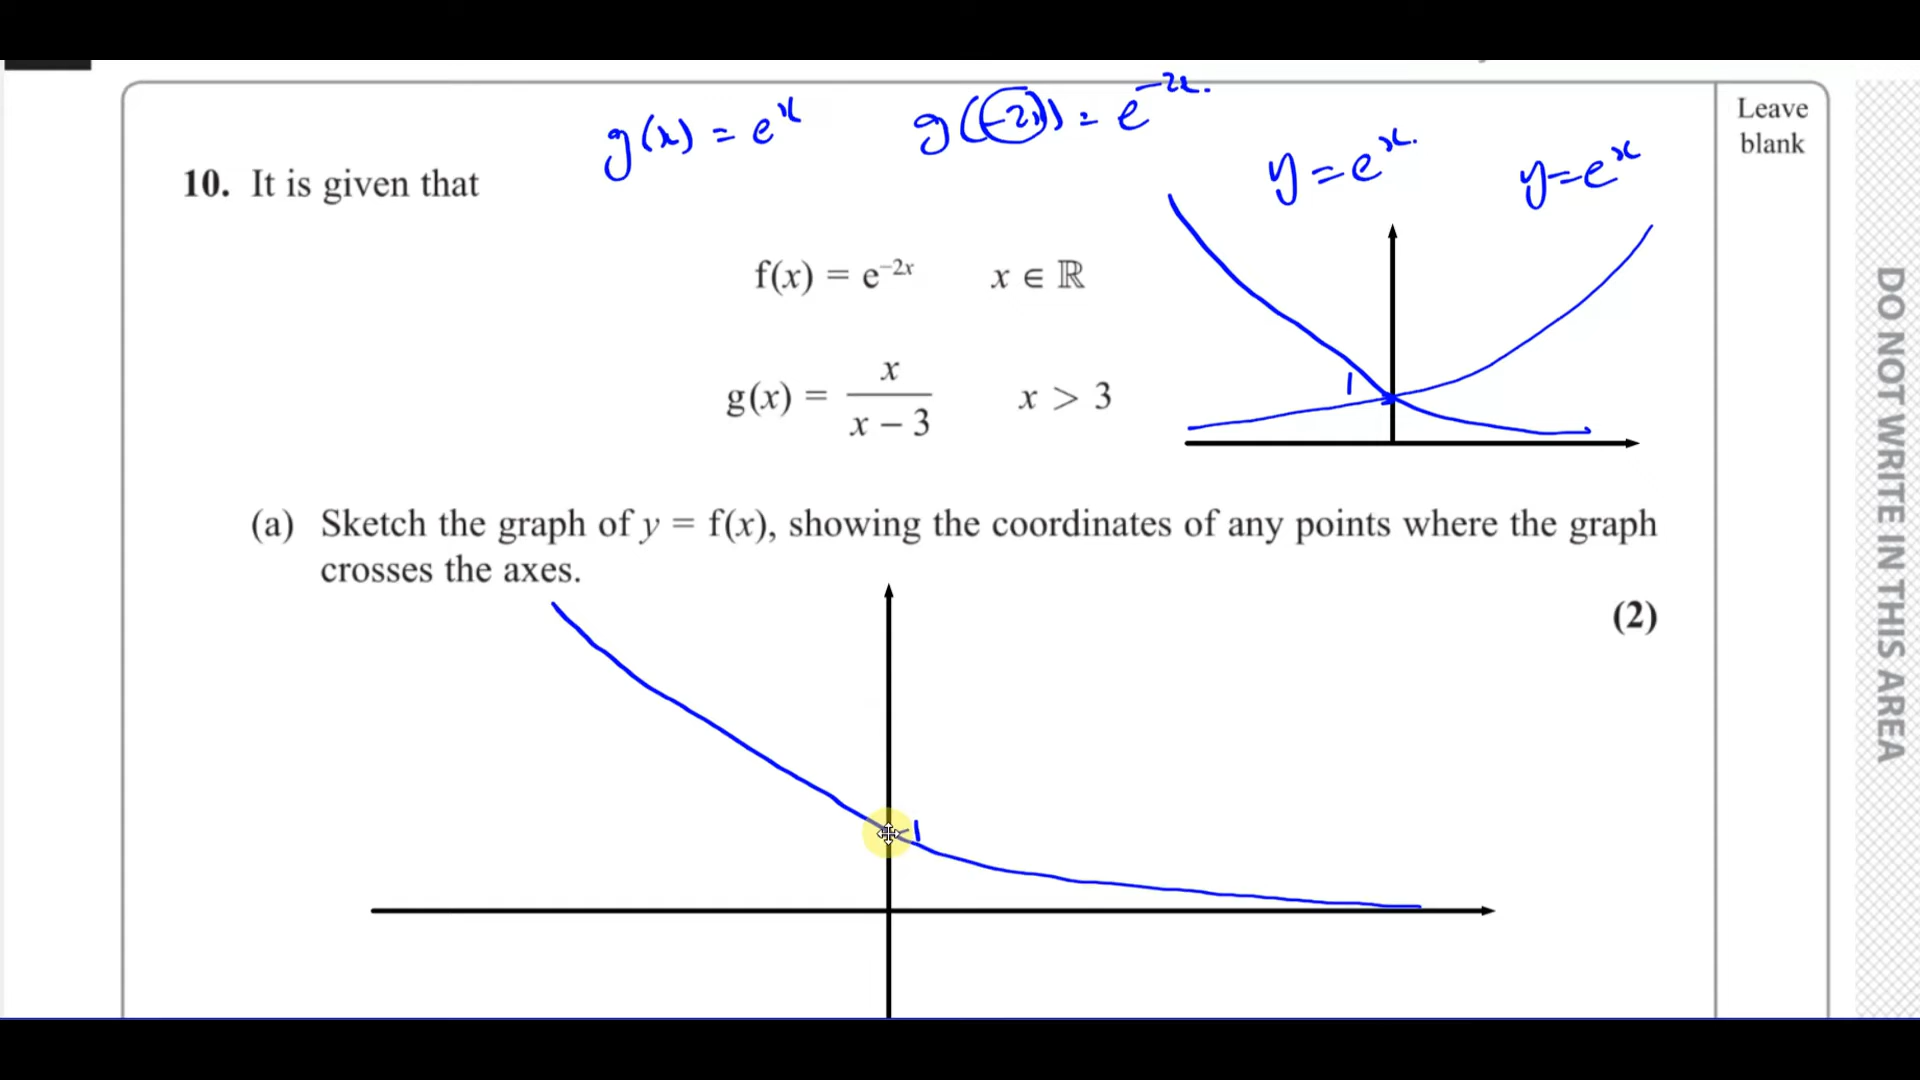 g(x) = e^x
g(-2x) = e^-2x.
y = e^x.
y = e^x
Leave
blank
10. It is given that
f(x) = e^−2x x ∈ ℝ
g(x) = x / (x − 3) x > 3
1
(a) Sketch the graph of y = f(x), showing the coordinates of any points where the graph
crosses the axes.
(2)
1
DO NOT WRITE IN THIS AREA